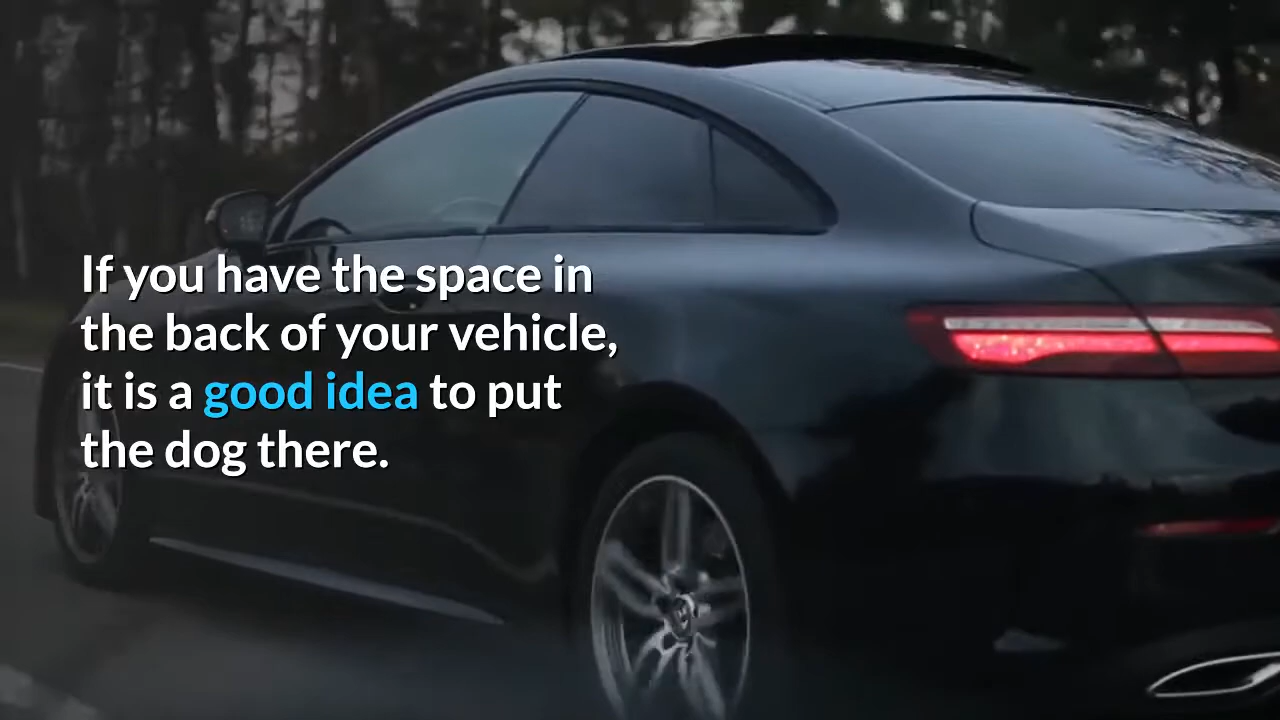 If you have the space in
the back of your vehicle,
it is a good idea to put
the dog there.